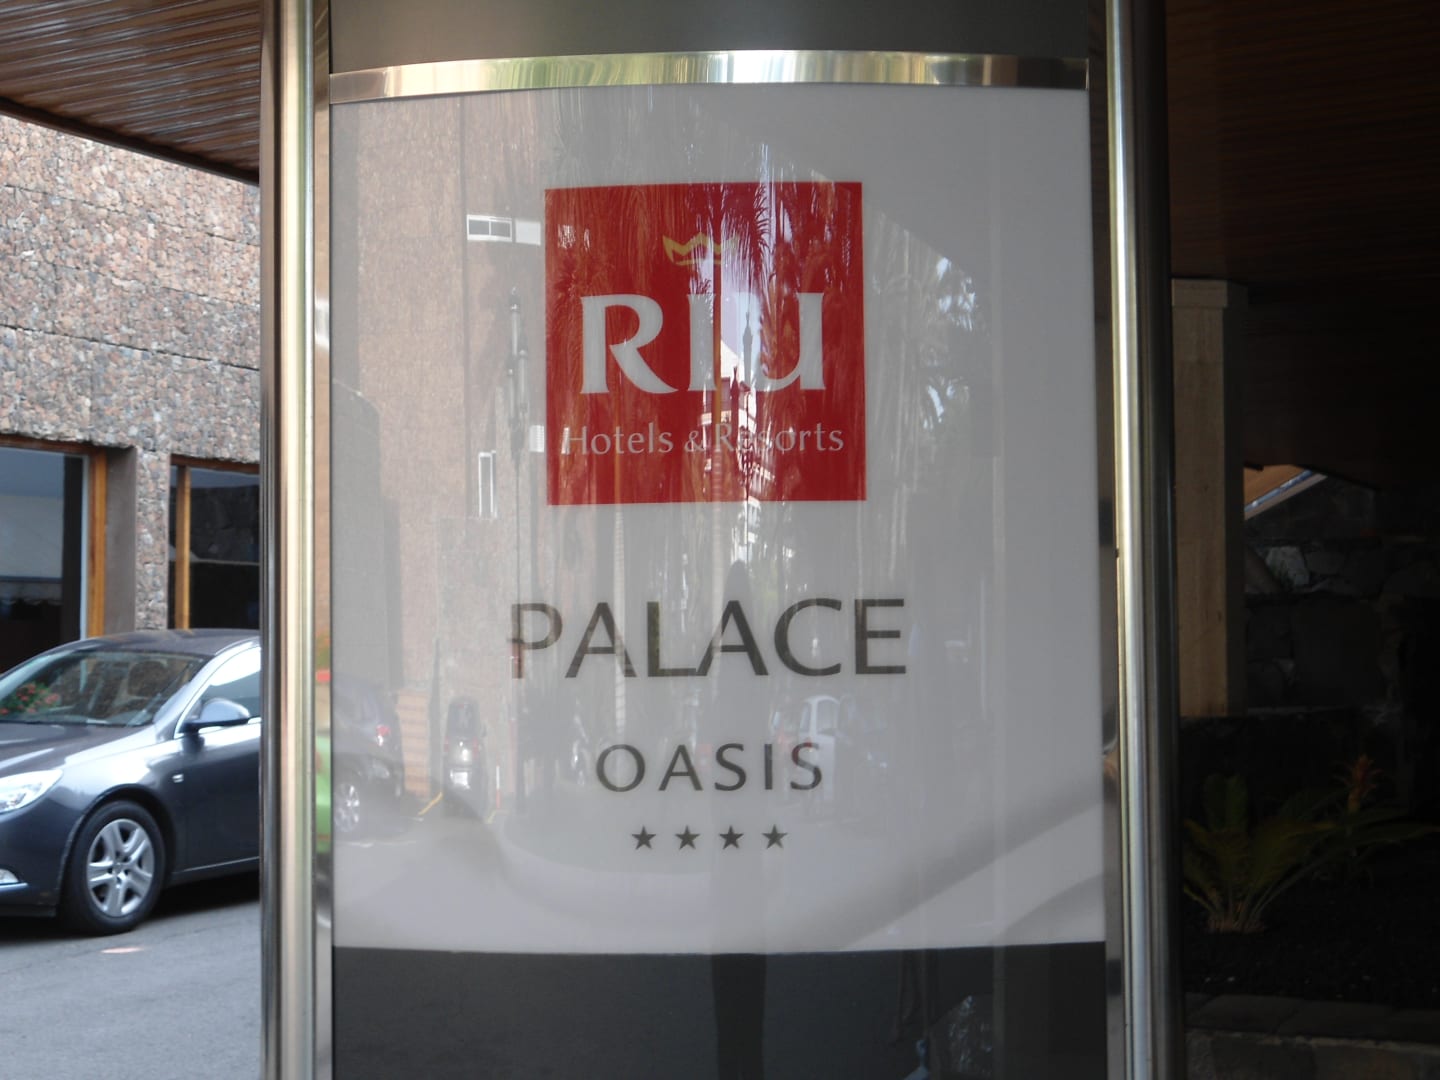 RIU
Hotels & Resorts
PALACE
OASIS
★★★★